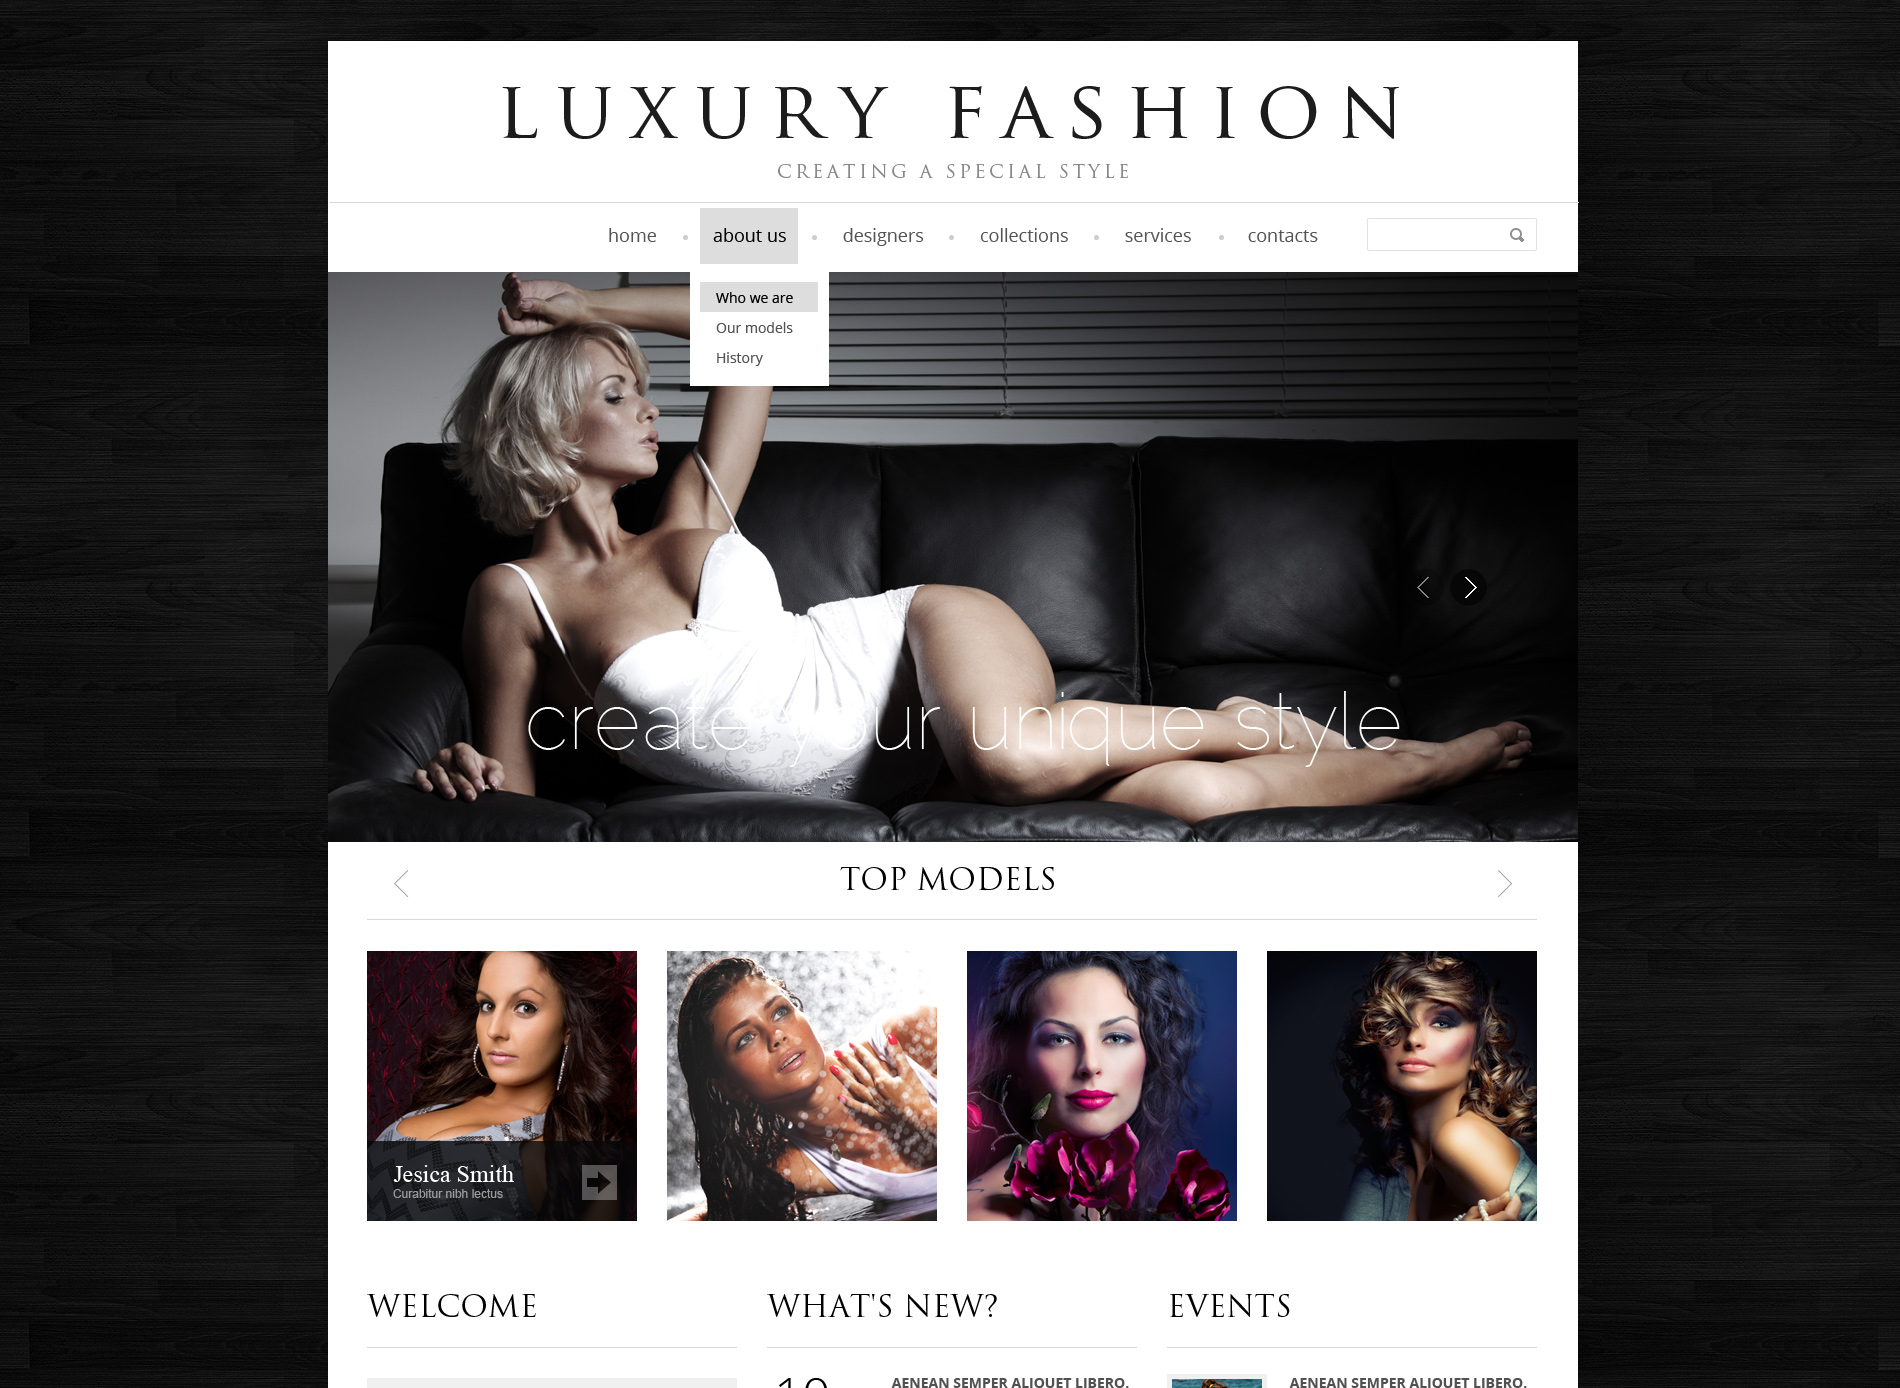 LUXURY FASHION
CREATING A SPECIAL STYLE
home • about us • designers • collections • services • contacts
Who we are
Our models
History
create your unique style
TOP MODELS
Jesica Smith
Curabitur nibh lectus
WELCOME
WHAT'S NEW?
EVENTS
10
AENEAN SEMPER ALIQUET LIBERO.
AENEAN SEMPER ALIQUET LIBERO.